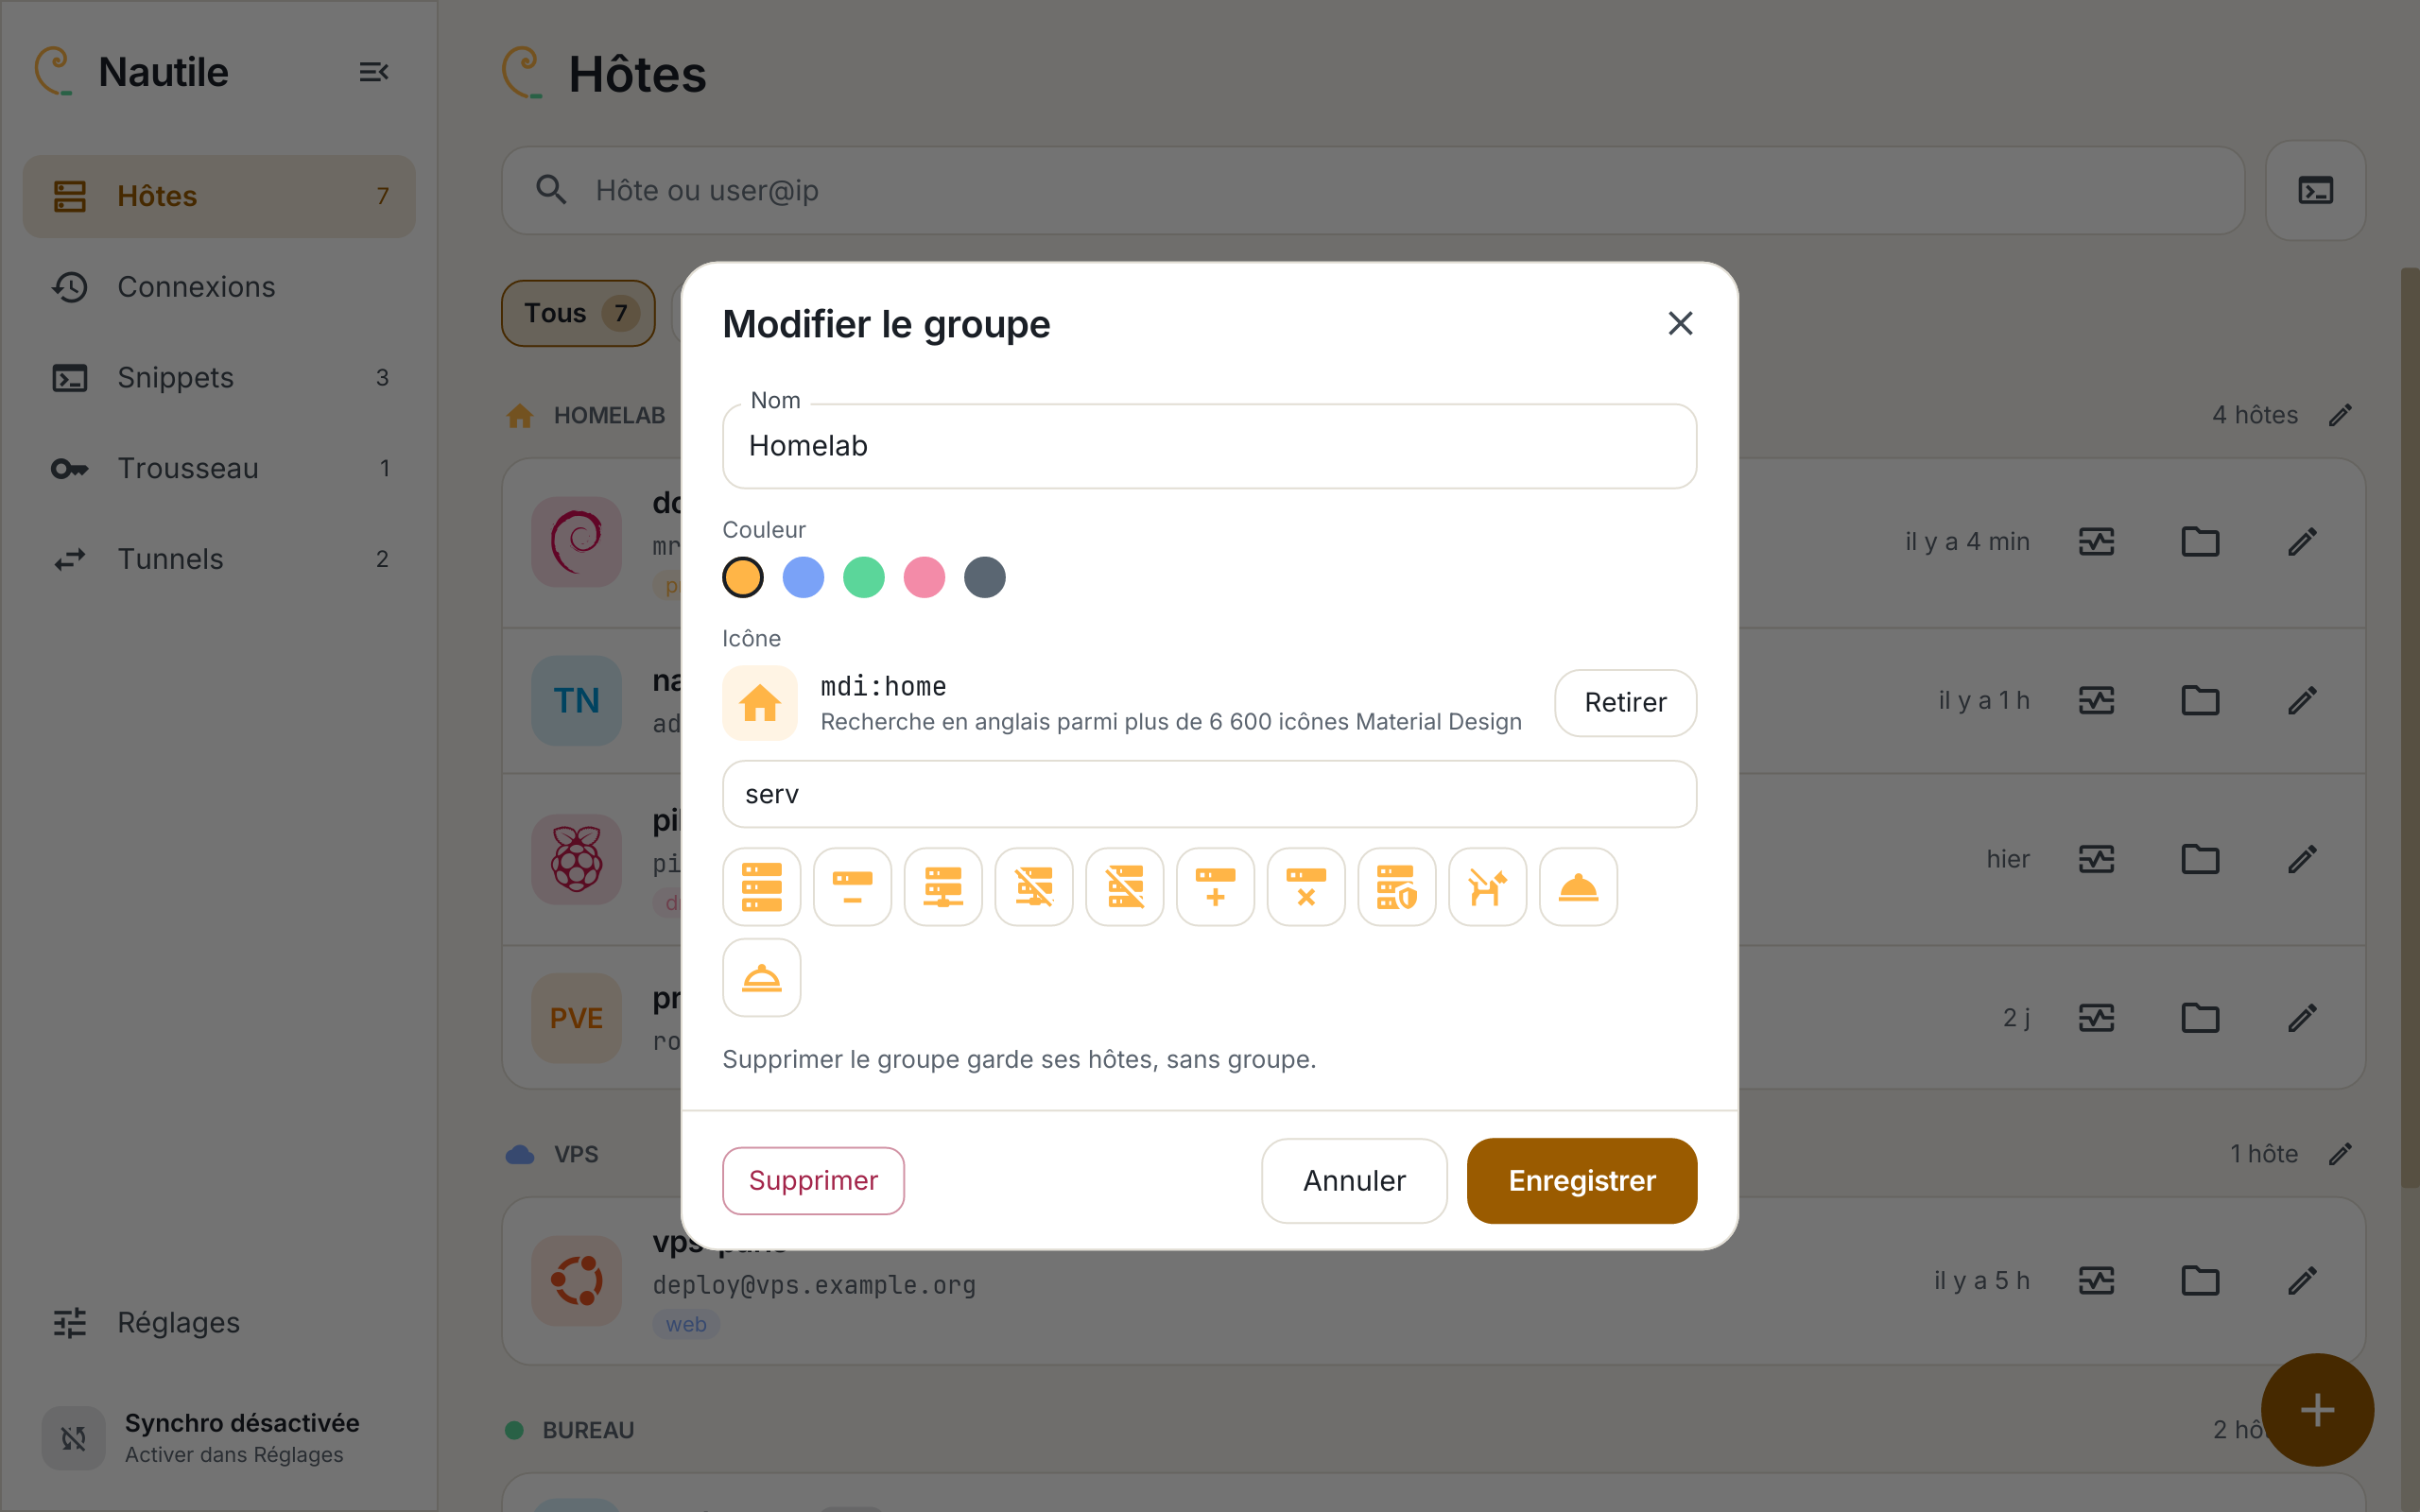 Nautile
Hôtes 7
Connexions
Snippets 3
Trousseau 1
Tunnels 2
Réglages
Synchro désactivée
Activer dans Réglages
Hôtes
Hôte ou user@ip
Tous 7
HOMELAB
4 hôtes
il y a 4 min
TN
il y a 1 h
hier
PVE
2 j
VPS
1 hôte
deploy@vps.example.org
il y a 5 h
web
BUREAU
Modifier le groupe
Nom
Homelab
Couleur
Icône
mdi:home
Recherche en anglais parmi plus de 6 600 icônes Material Design
Retirer
serv
Supprimer le groupe garde ses hôtes, sans groupe.
Supprimer
Annuler
Enregistrer